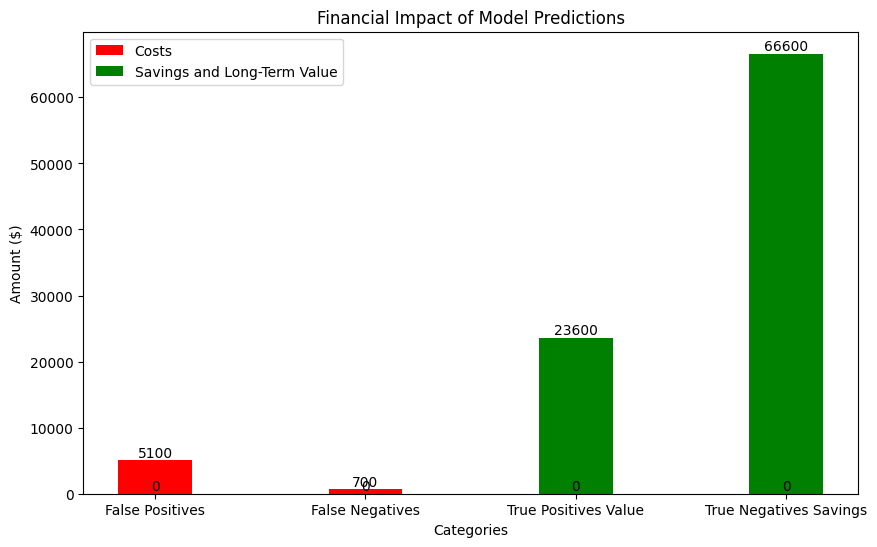 Financial Impact of Model Predictions
Costs
Savings and Long-Term Value
66600
60000
50000
40000
30000
20000
10000
0
Amount ($)
23600
5100
700
0
0
0
0
False Positives
False Negatives
True Positives Value
True Negatives Savings
Categories